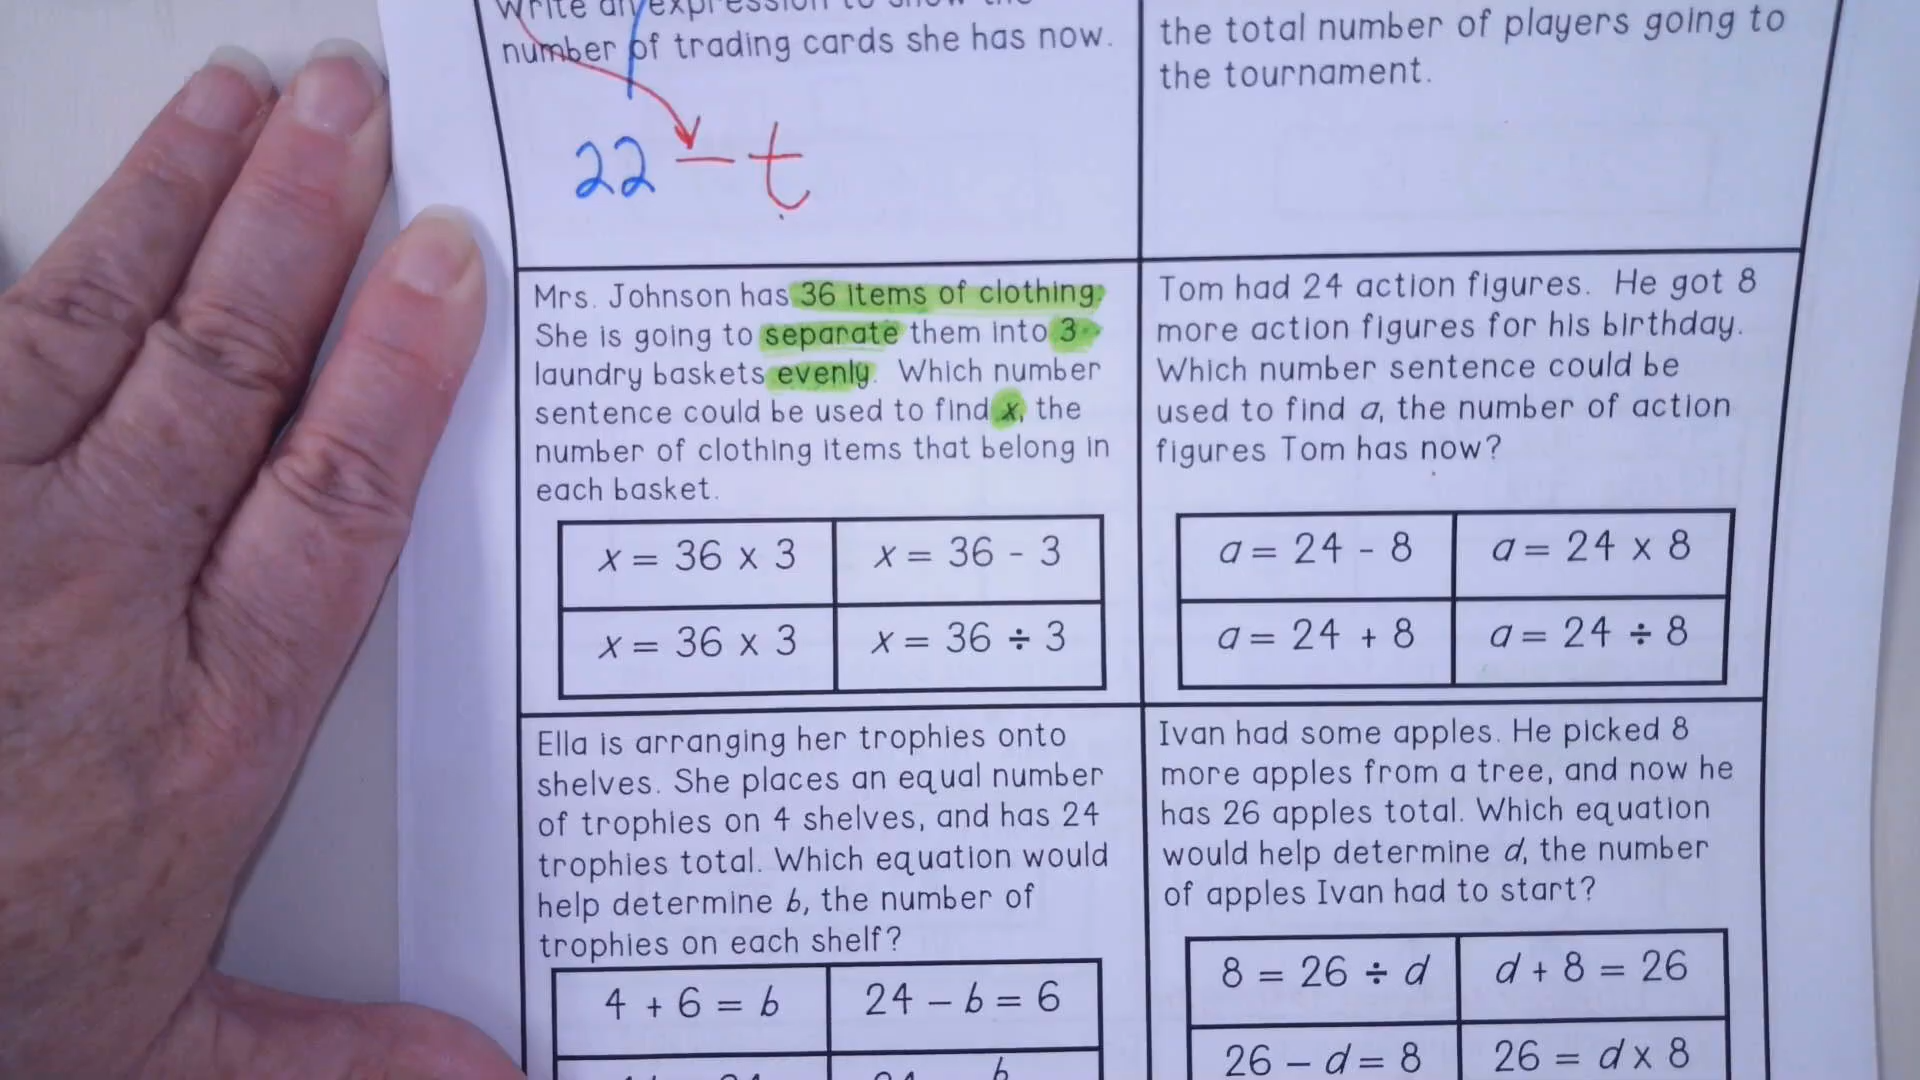 Write an expression to show the
number of trading cards she has now.
22 - t
the total number of players going to
the tournament.
Mrs. Johnson has 36 items of clothing.
She is going to separate them into 3
laundry baskets evenly. Which number
sentence could be used to find x, the
number of clothing items that belong in
each basket.
x = 36 x 3
x = 36 - 3
x = 36 x 3
x = 36 ÷ 3
Tom had 24 action figures. He got 8
more action figures for his birthday.
Which number sentence could be
used to find a, the number of action
figures Tom has now?
a = 24 - 8
a = 24 x 8
a = 24 + 8
a = 24 ÷ 8
Ella is arranging her trophies onto
shelves. She places an equal number
of trophies on 4 shelves, and has 24
trophies total. Which equation would
help determine b, the number of
trophies on each shelf?
4 + 6 = b
24 - b = 6
Ivan had some apples. He picked 8
more apples from a tree, and now he
has 26 apples total. Which equation
would help determine d, the number
of apples Ivan had to start?
8 = 26 ÷ d
d + 8 = 26
26 - d = 8
26 = d x 8